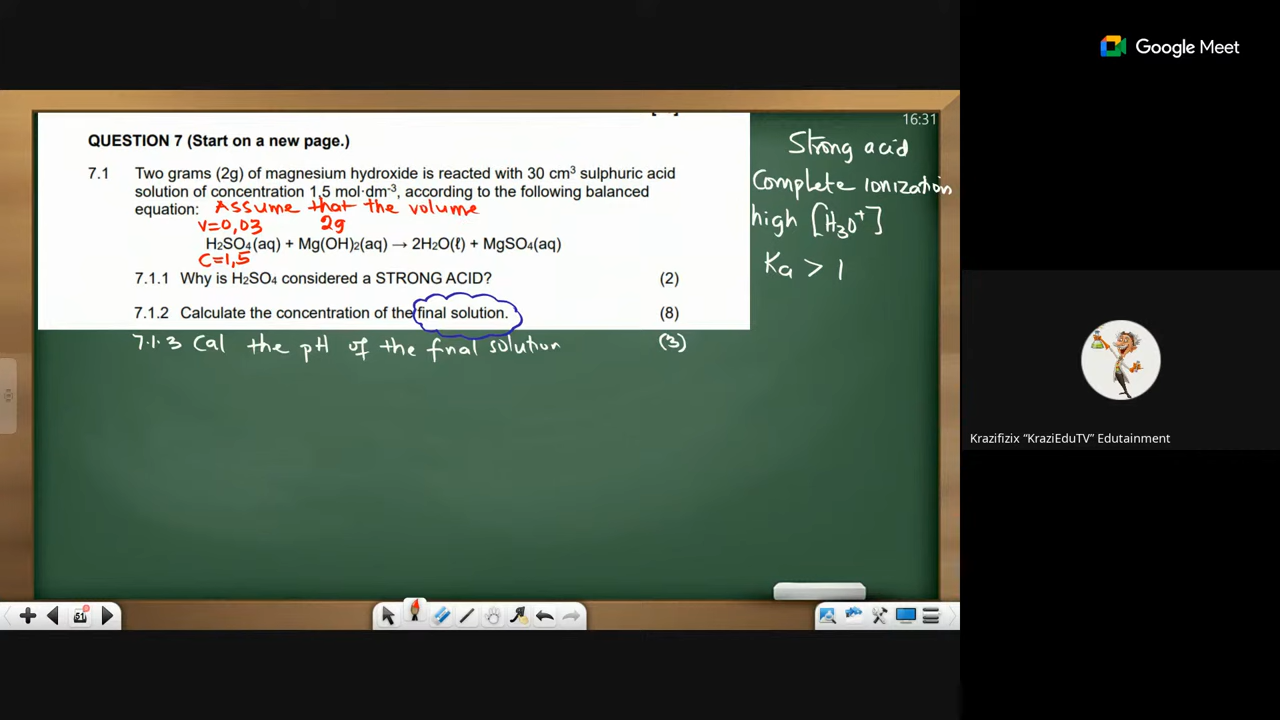 Google Meet
16:31
QUESTION 7 (Start on a new page.)
7.1 Two grams (2g) of magnesium hydroxide is reacted with 30 cm³ sulphuric acid
solution of concentration 1,5 mol·dm⁻³, according to the following balanced
equation: Assume that the volume
V=0,03 2g
H₂SO₄(aq) + Mg(OH)₂(aq) → 2H₂O(ℓ) + MgSO₄(aq)
C=1,5
7.1.1 Why is H₂SO₄ considered a STRONG ACID? (2)
7.1.2 Calculate the concentration of the final solution. (8)
7.1.3 Cal the pH of the final solution (3)
Strong acid
Complete ionization
high [H₃O⁺]
Ka > 1
Krazifizix “KraziEduTV” Edutainment
51